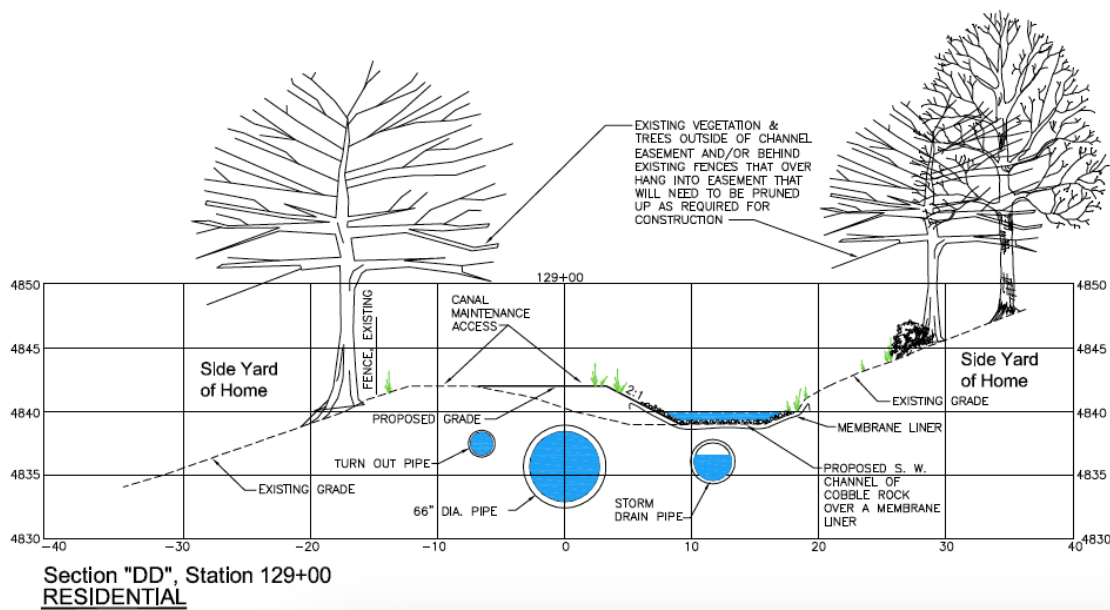 EXISTING VEGETATION &
TREES OUTSIDE OF CHANNEL
EASEMENT AND/OR BEHIND
EXISTING FENCES THAT OVER
HANG INTO EASEMENT THAT
WILL NEED TO BE PRUNED
UP AS REQUIRED FOR
CONSTRUCTION
129+00
4850
4850
CANAL
MAINTENANCE
ACCESS
FENCE, EXISTING
4845
4845
Side Yard
of Home
Side Yard
of Home
2:1
EXISTING GRADE
4840
4840
PROPOSED GRADE
MEMBRANE LINER
TURN OUT PIPE
PROPOSED S. W.
CHANNEL OF
COBBLE ROCK
OVER A MEMBRANE
LINER
4835
4835
EXISTING GRADE
66" DIA. PIPE
STORM
DRAIN PIPE
4830
4830
-40
-30
-20
-10
0
10
20
30
40
Section "DD", Station 129+00
RESIDENTIAL